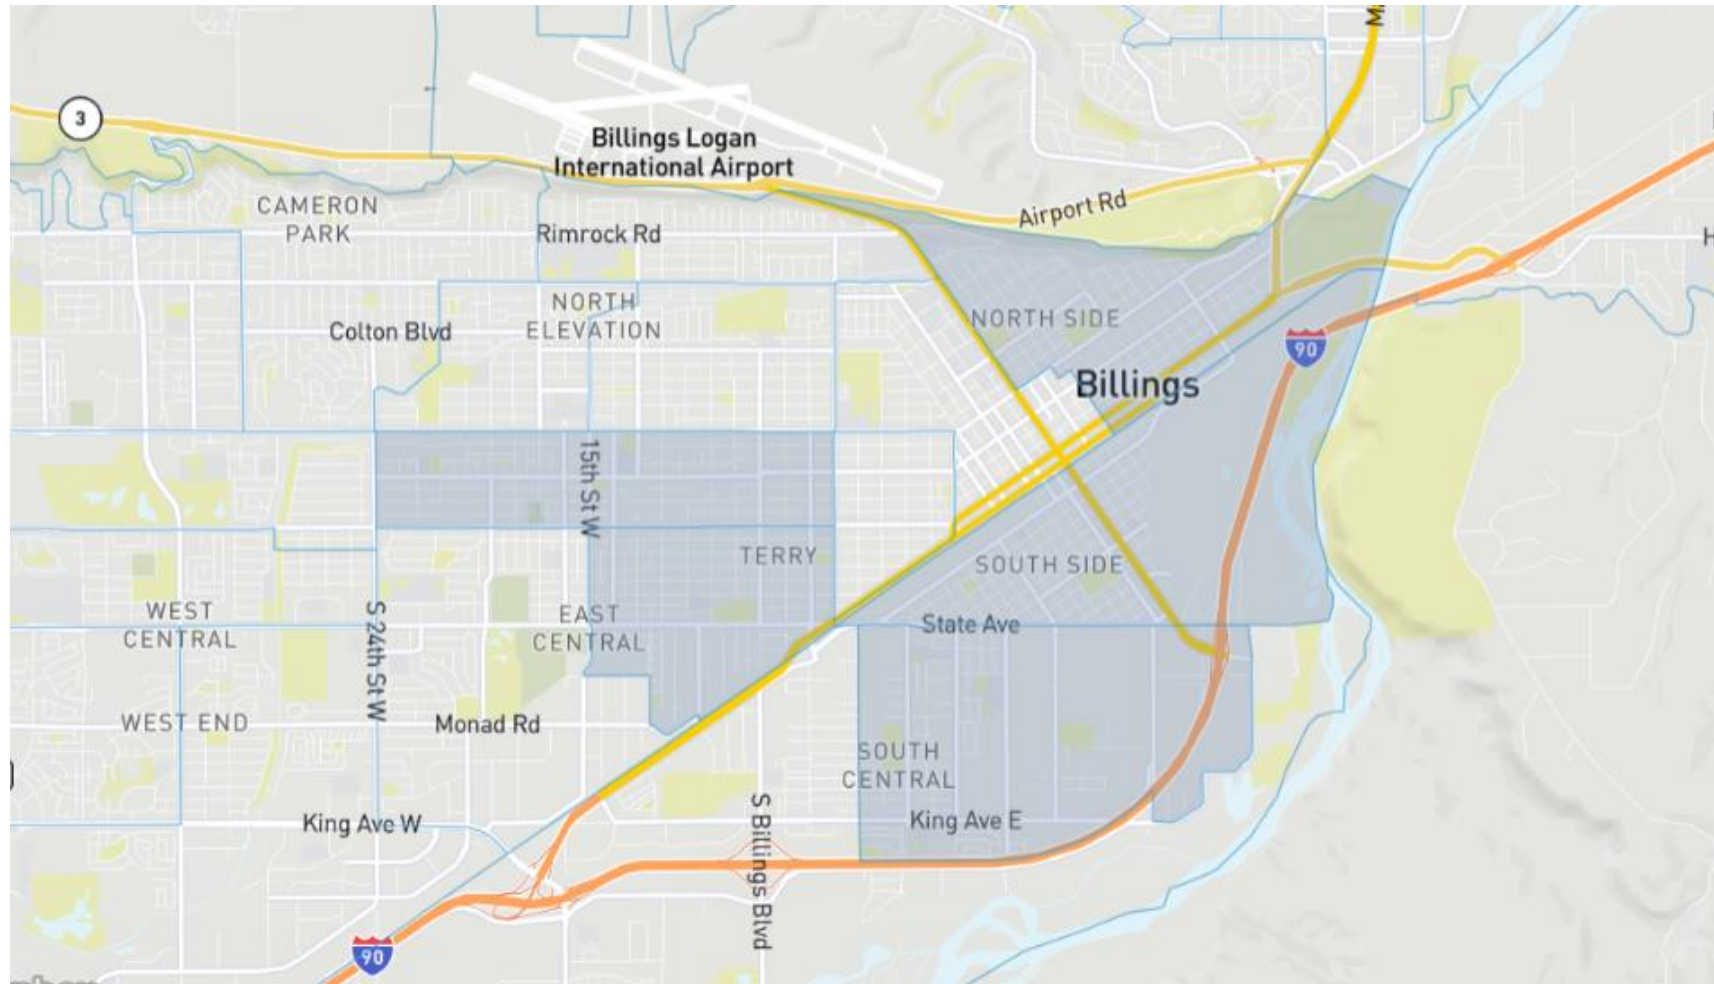 3
Billings Logan
International Airport
Airport Rd
CAMERON
PARK
Rimrock Rd
NORTH
ELEVATION
Colton Blvd
NORTH SIDE
90
Billings
15th St W
TERRY
SOUTH SIDE
WEST
CENTRAL
S 24th St W
EAST
CENTRAL
State Ave
WEST END
Monad Rd
SOUTH
CENTRAL
King Ave W
S Billings Blvd
King Ave E
90